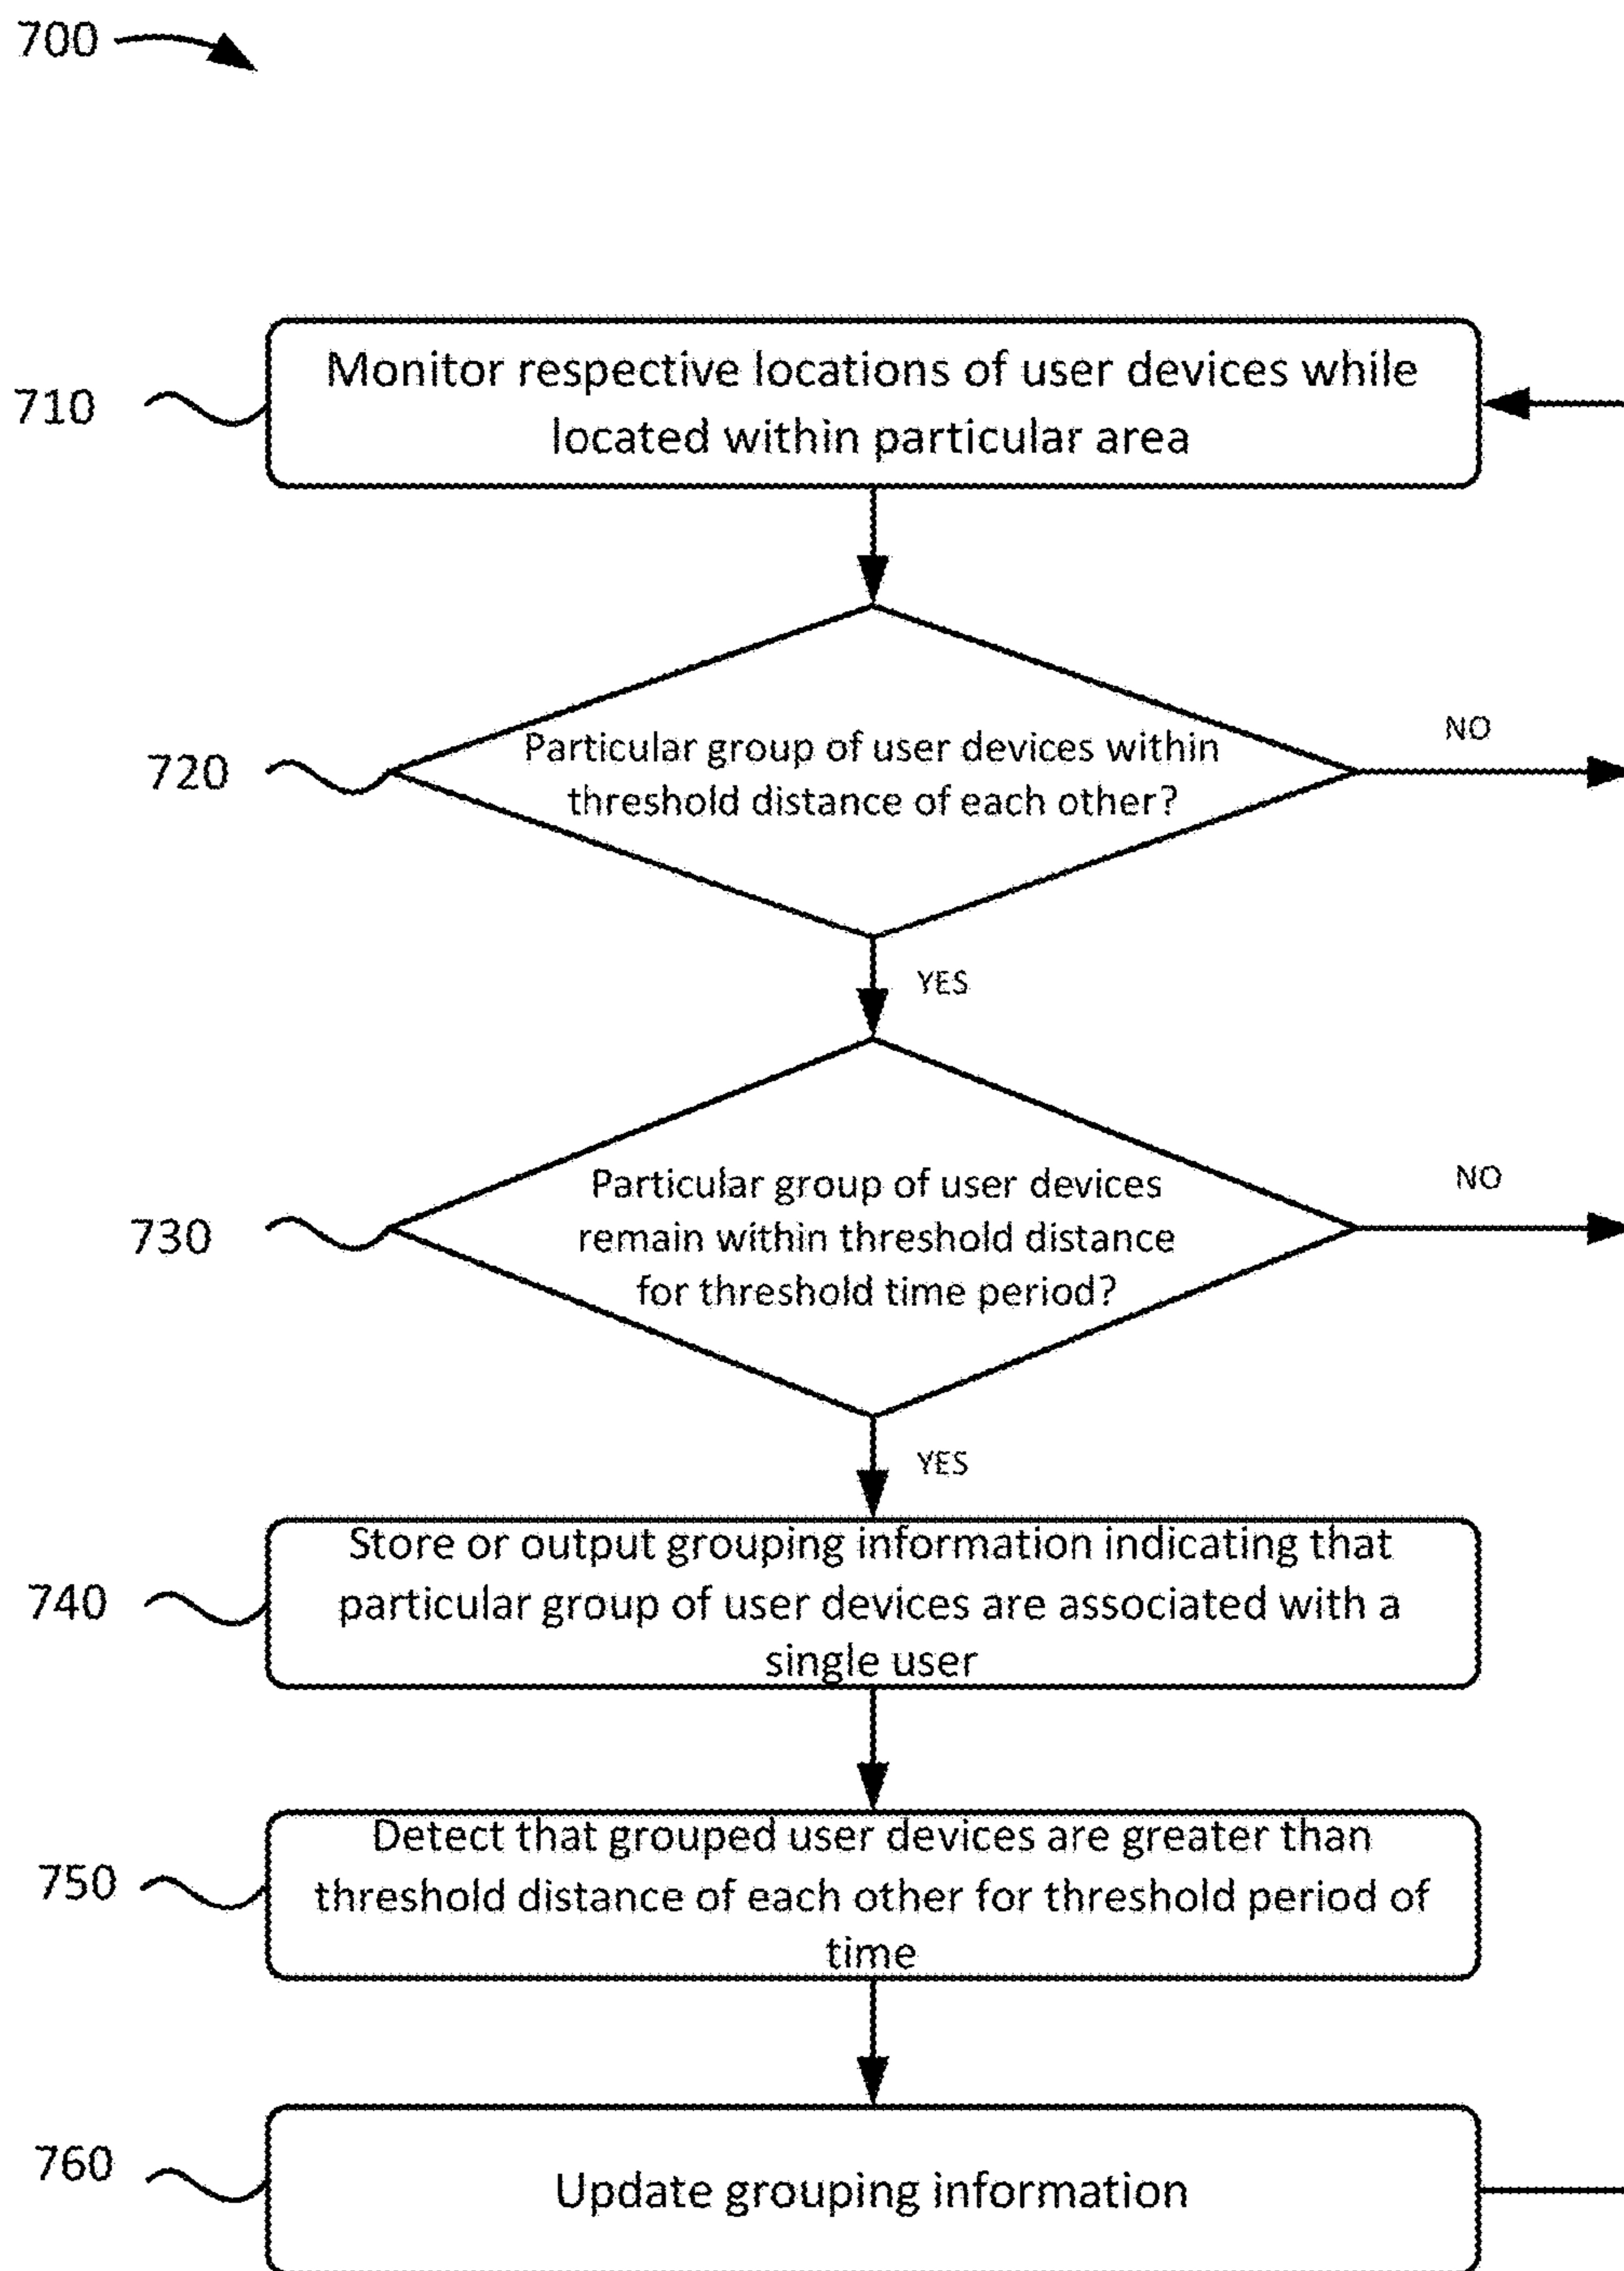 700
710
Monitor respective locations of user devices while
located within particular area
720
Particular group of user devices within
threshold distance of each other?
NO
YES
730
Particular group of user devices
remain within threshold distance
for threshold time period?
NO
YES
740
Store or output grouping information indicating that
particular group of user devices are associated with a
single user
750
Detect that grouped user devices are greater than
threshold distance of each other for threshold period of
time
760
Update grouping information